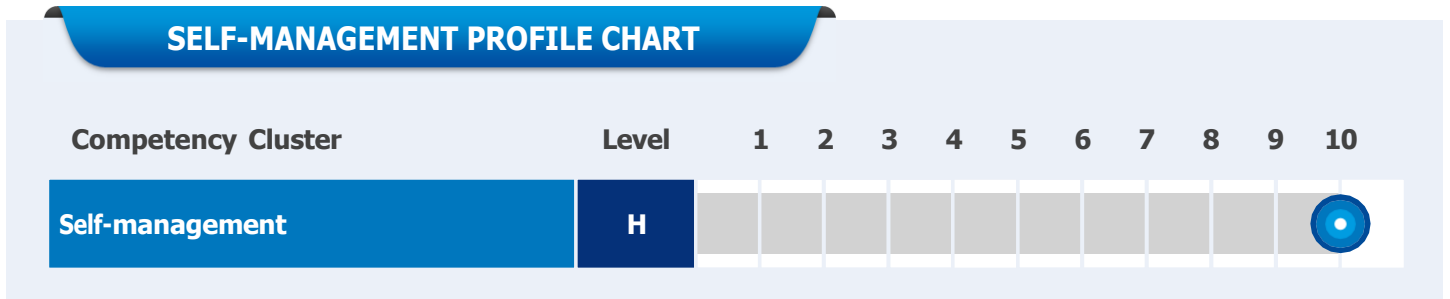 SELF-MANAGEMENT PROFILE CHART
Competency Cluster Level 1 2 3 4 5 6 7 8 9 10
Self-management H